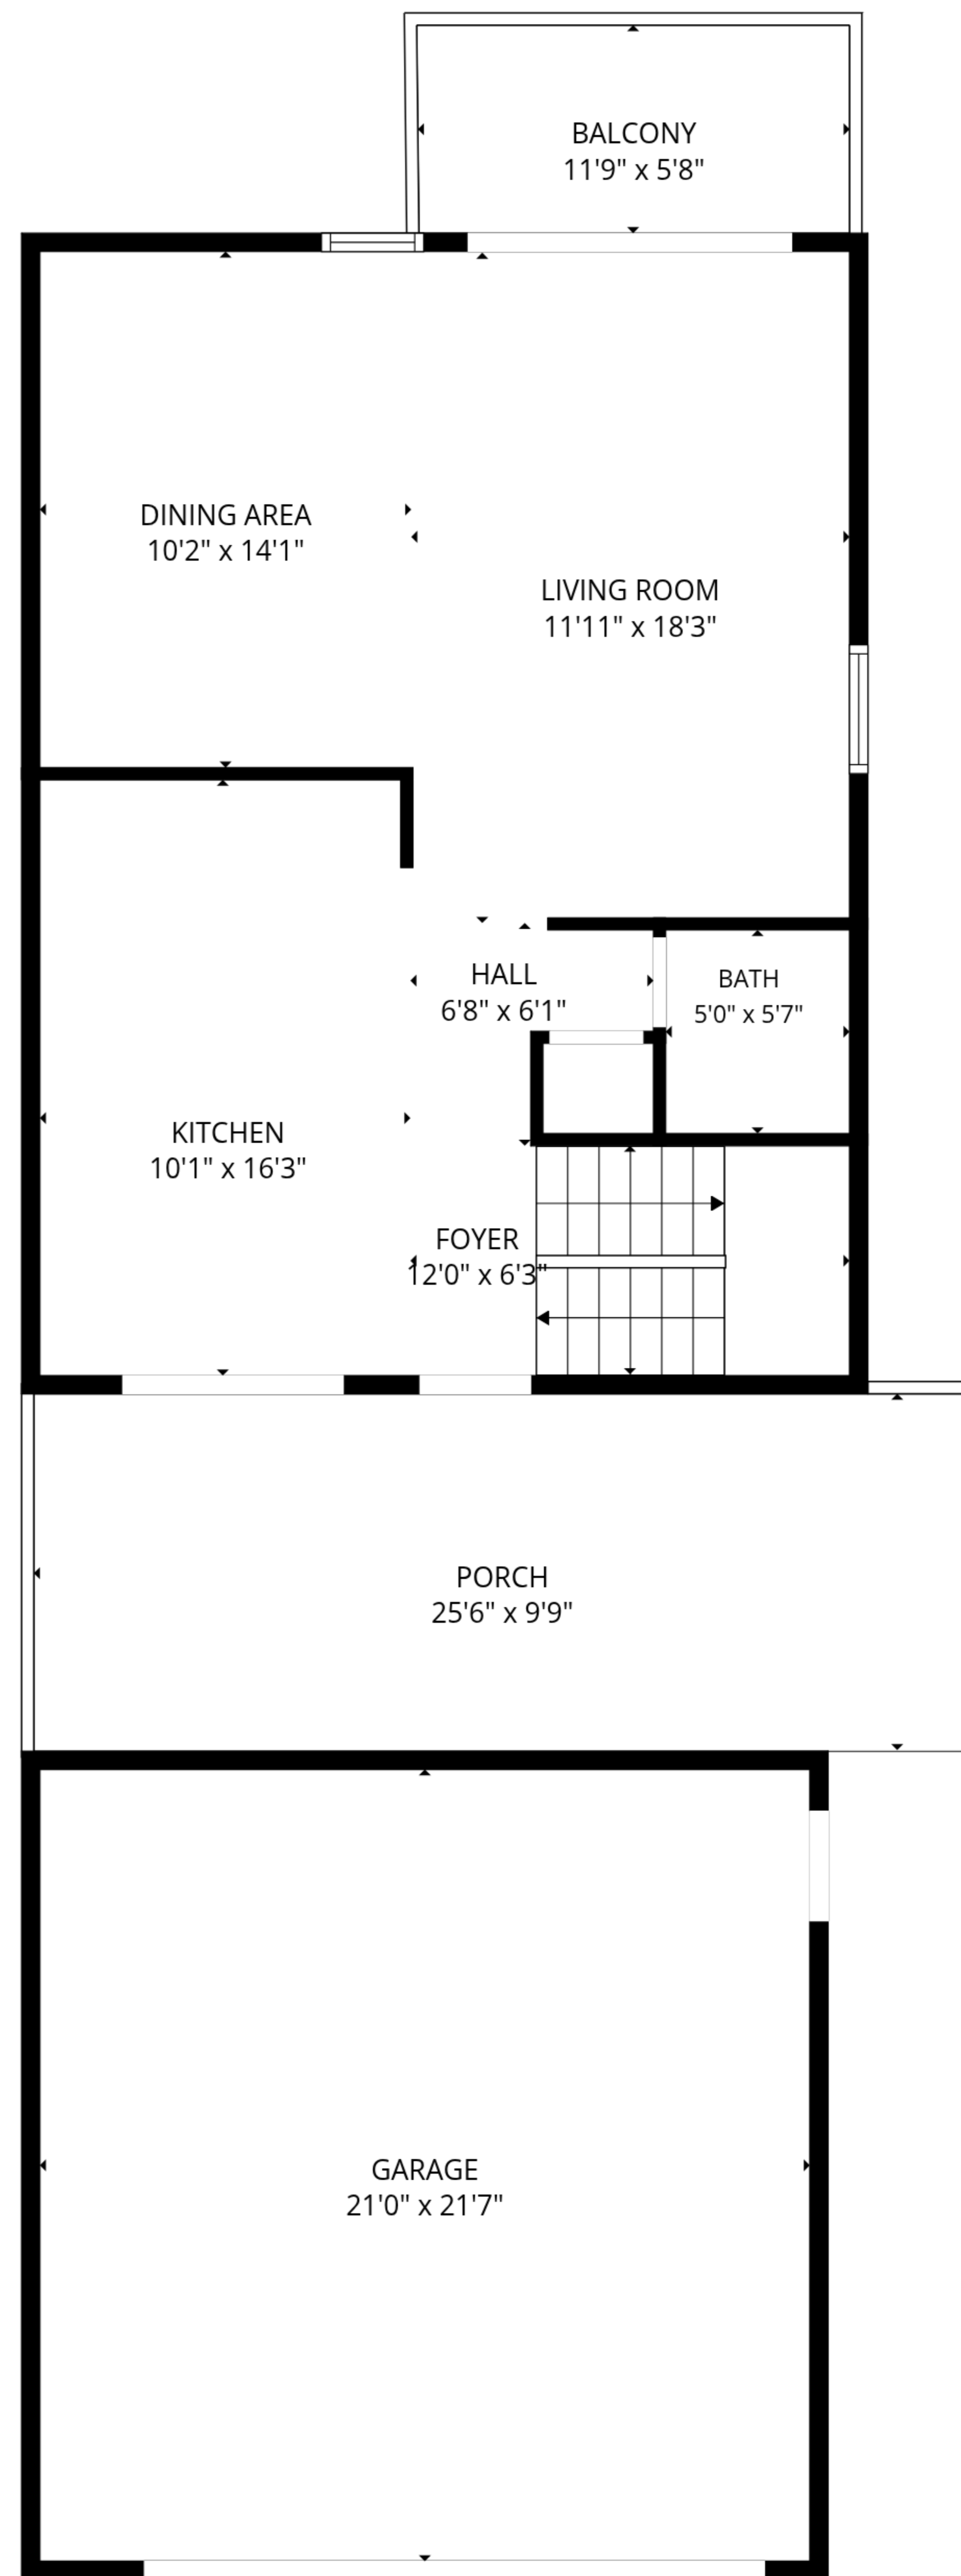 BALCONY
11'9" x 5'8"
DINING AREA
10'2" x 14'1"
LIVING ROOM
11'11" x 18'3"
HALL
6'8" x 6'1"
BATH
5'0" x 5'7"
KITCHEN
10'1" x 16'3"
FOYER
12'0" x 6'3"
PORCH
25'6" x 9'9"
GARAGE
21'0" x 21'7"